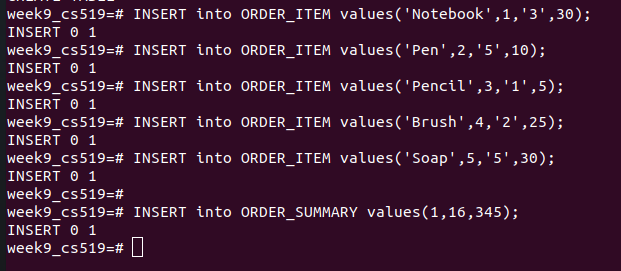 week9_cs519=# INSERT into ORDER_ITEM values('Notebook',1,'3',30);
INSERT 0 1
week9_cs519=# INSERT into ORDER_ITEM values('Pen',2,'5',10);
INSERT 0 1
week9_cs519=# INSERT into ORDER_ITEM values('Pencil',3,'1',5);
INSERT 0 1
week9_cs519=# INSERT into ORDER_ITEM values('Brush',4,'2',25);
INSERT 0 1
week9_cs519=# INSERT into ORDER_ITEM values('Soap',5,'5',30);
INSERT 0 1
week9_cs519=#
week9_cs519=# INSERT into ORDER_SUMMARY values(1,16,345);
INSERT 0 1
week9_cs519=#